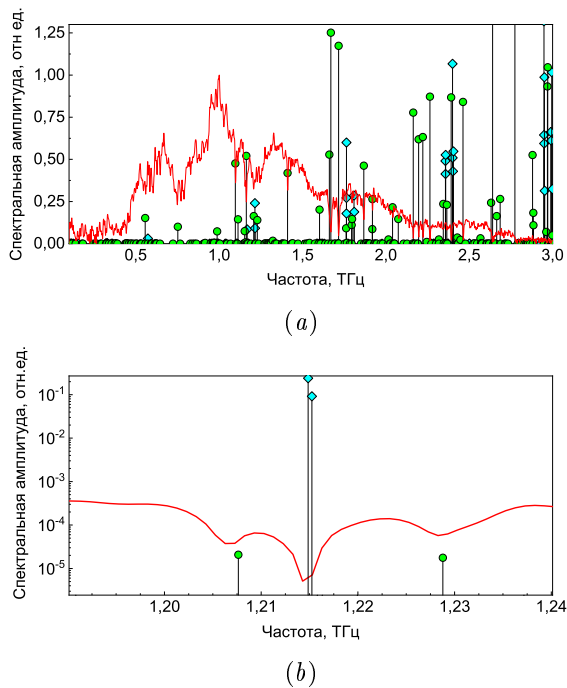 Спектральная амплитуда, отн ед.
1,25
1,00
0,75
0,50
0,25
0,00
0,5 1,0 1,5 2,0 2,5 3,0
Частота, ТГц
(a)
Спектральная амплитуда, отн.ед.
10-1
10-2
10-3
10-4
10-5
1,20 1,21 1,22 1,23 1,24
Частота, ТГц
(b)